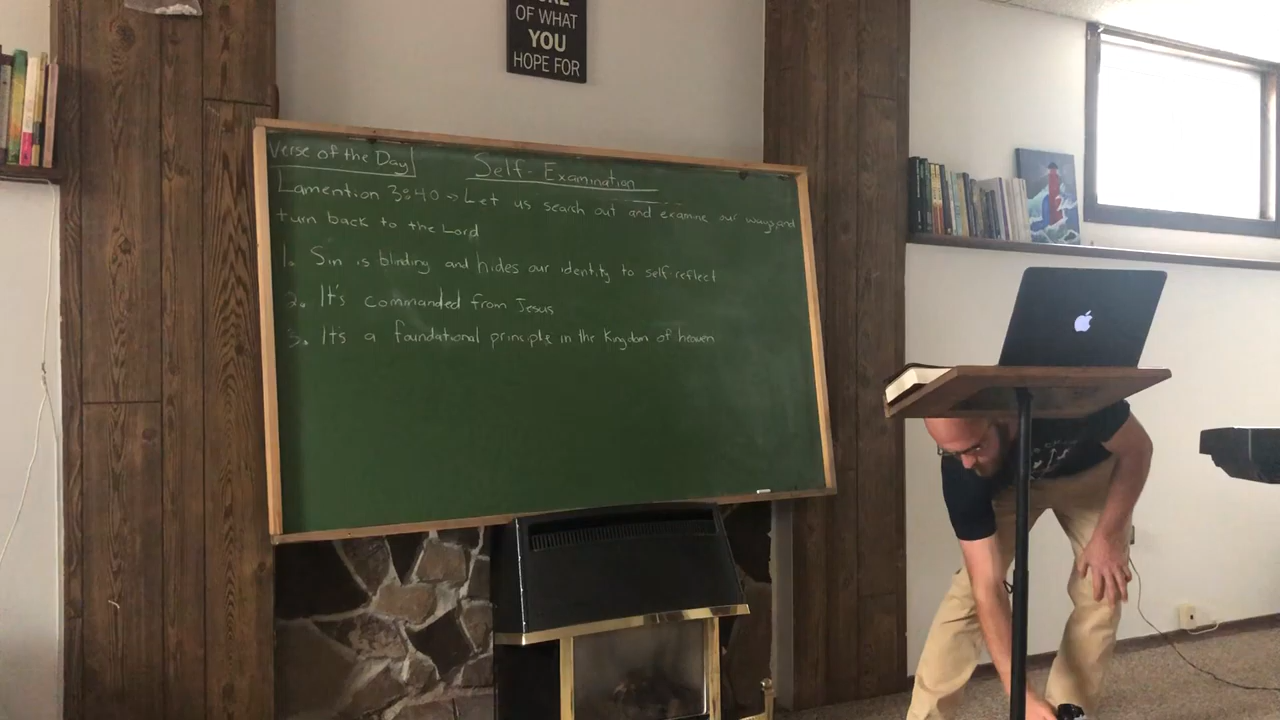 OF WHAT
YOU
HOPE FOR
Verse of the Day
Self-Examination
Lamention 3:40 → Let us search out and examine our ways, and
turn back to the Lord
1. Sin is blinding and hides our identity to self-reflect
2. It's commanded from Jesus
3. It's a foundational principle in the Kingdom of heaven